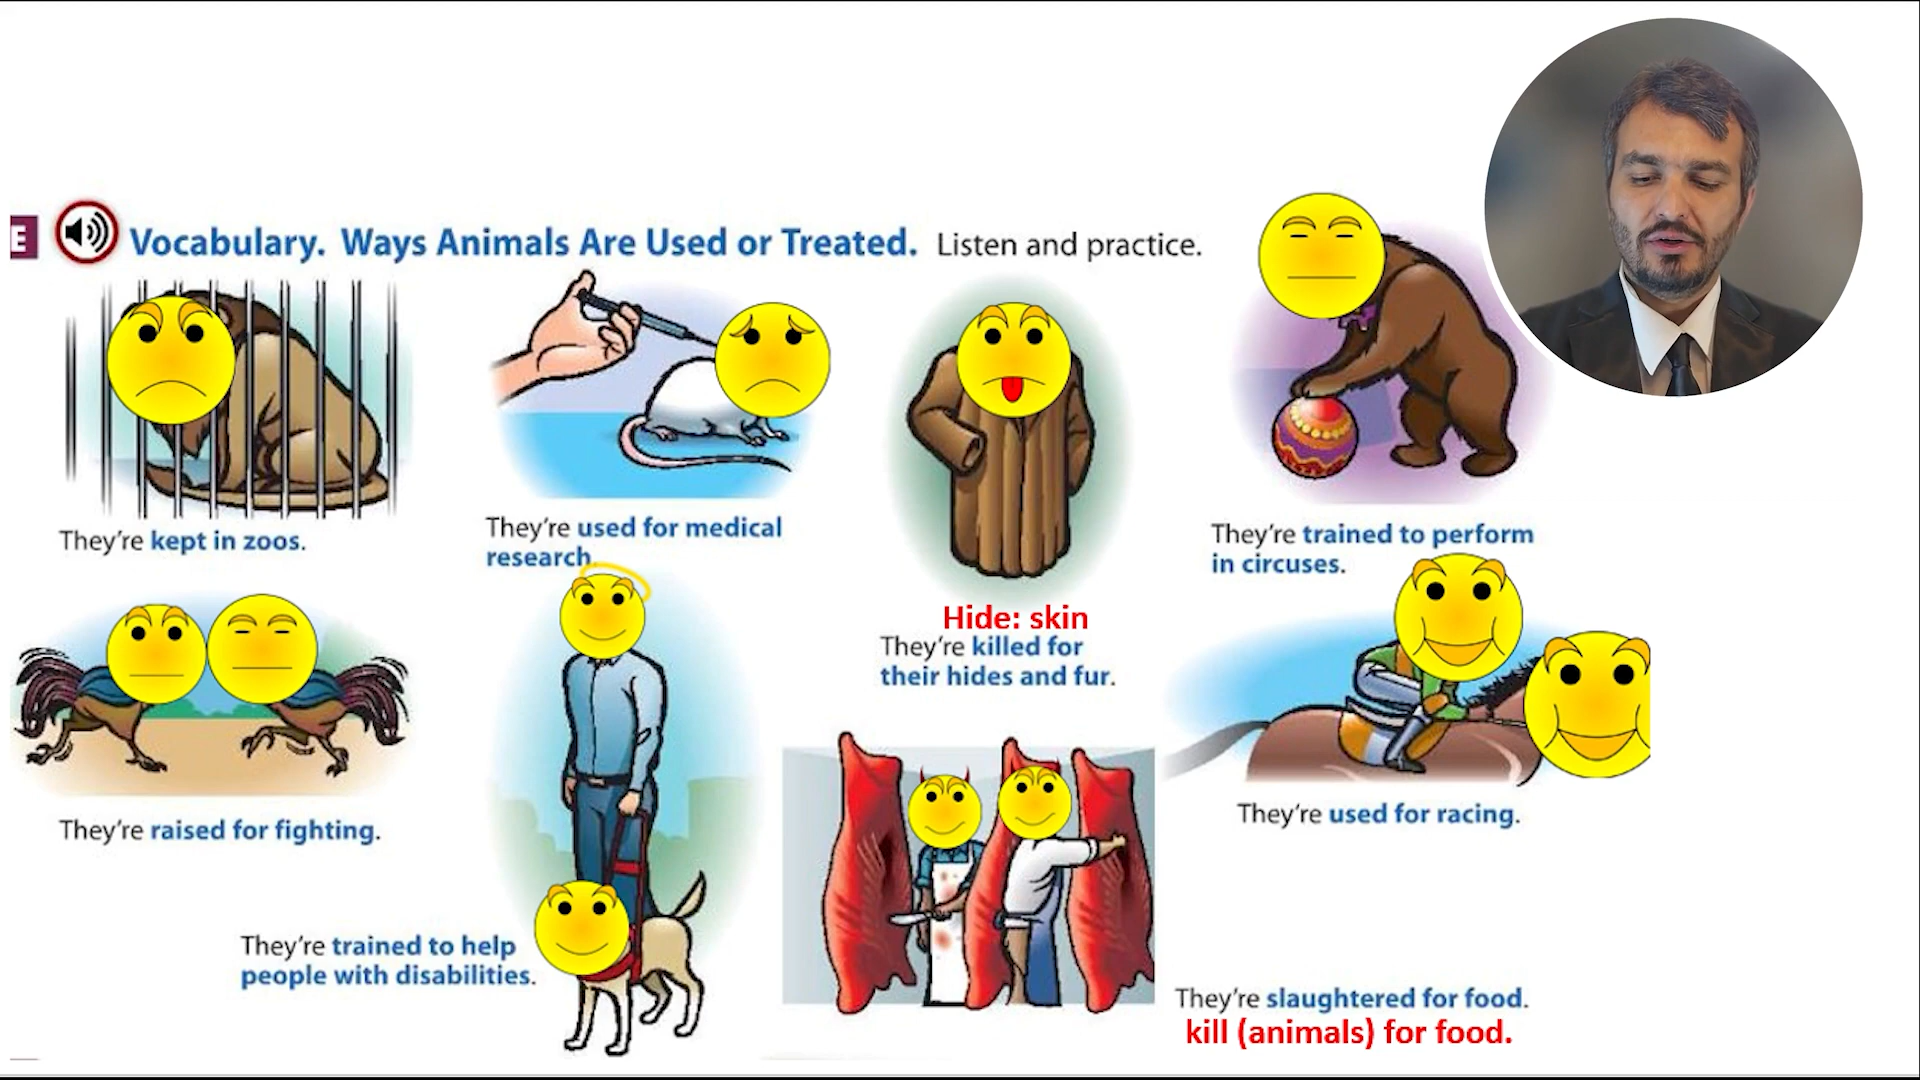 E Vocabulary. Ways Animals Are Used or Treated. Listen and practice.
They're kept in zoos.
They're used for medical
research.
Hide: skin
They're killed for
their hides and fur.
They're trained to perform
in circuses.
They're raised for fighting.
They're trained to help
people with disabilities.
They're slaughtered for food.
kill (animals) for food.
They're used for racing.